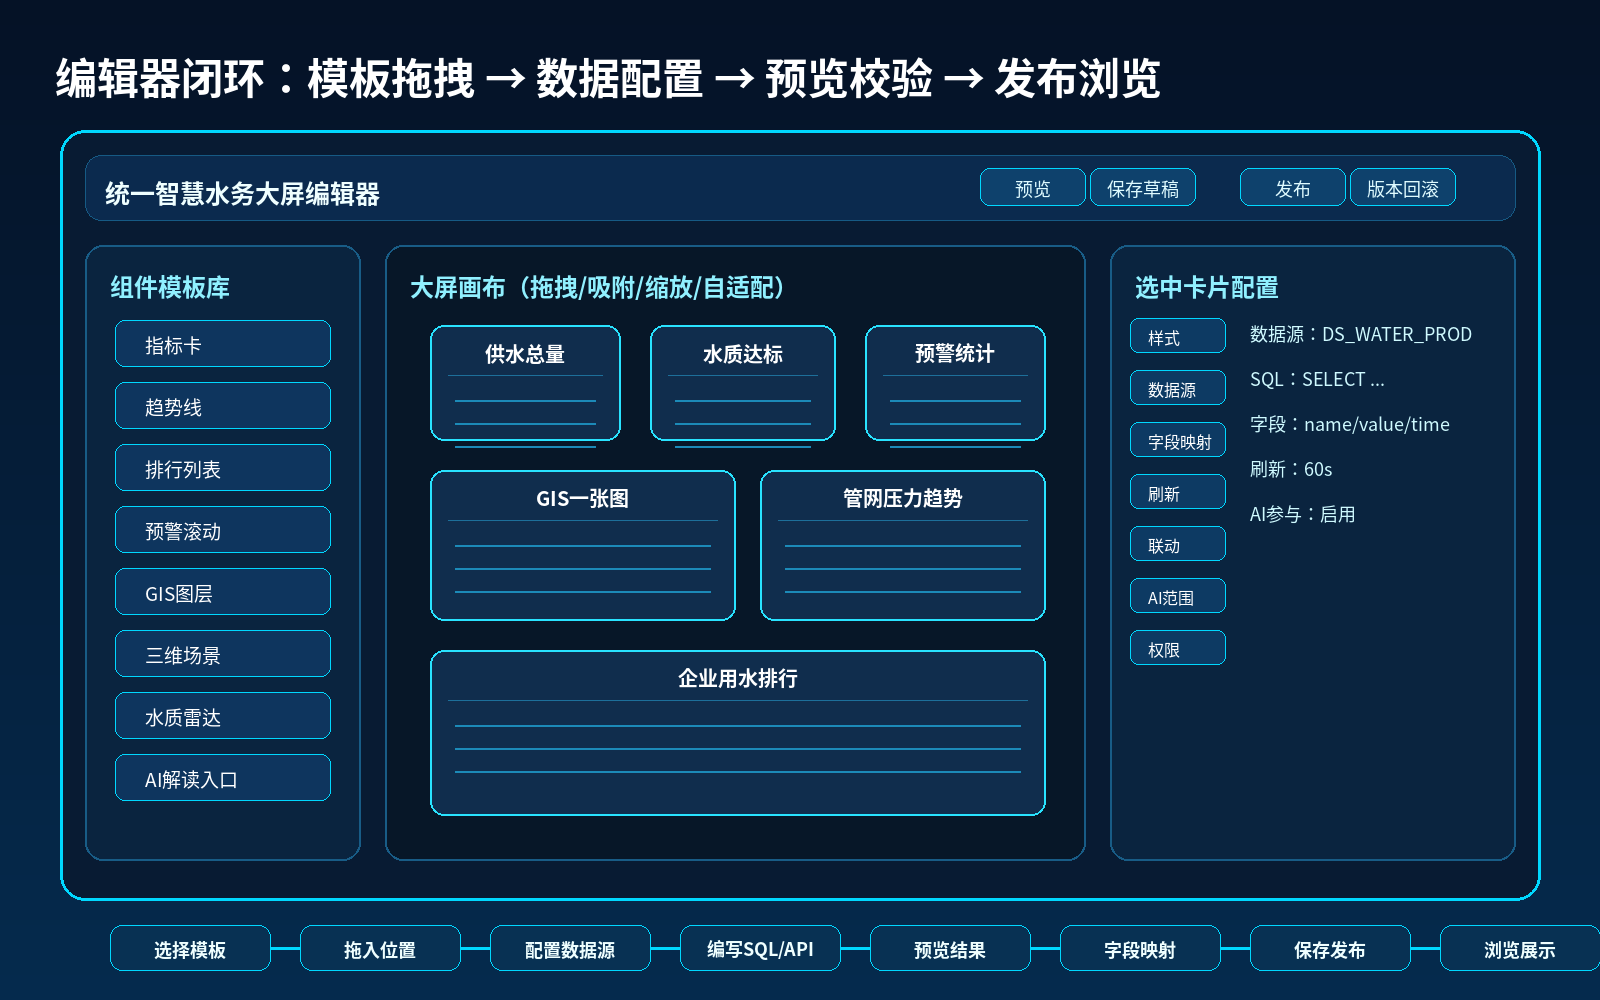 编辑器闭环：模板拖拽 → 数据配置 → 预览校验 → 发布浏览
统一智慧水务大屏编辑器
预览
保存草稿
发布
版本回滚
组件模板库
指标卡
趋势线
排行列表
预警滚动
GIS图层
三维场景
水质雷达
AI解读入口
大屏画布（拖拽/吸附/缩放/自适配）
供水总量
水质达标
预警统计
GIS一张图
管网压力趋势
企业用水排行
选中卡片配置
样式
数据源
字段映射
刷新
联动
AI范围
权限
数据源：DS_WATER_PROD
SQL：SELECT ...
字段：name/value/time
刷新：60s
AI参与：启用
选择模板
拖入位置
配置数据源
编写SQL/API
预览结果
字段映射
保存发布
浏览展示